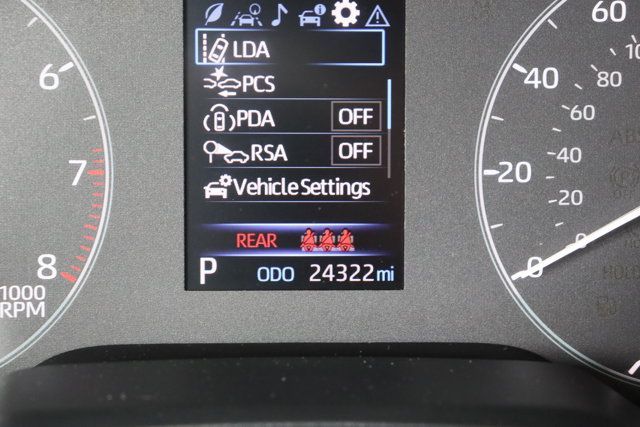 LDA
PCS
PDA OFF
RSA OFF
Vehicle Settings
REAR
P ODO 24322 mi
6
7
8
1000
RPM
60
40
20
0
80
60
40
20
0